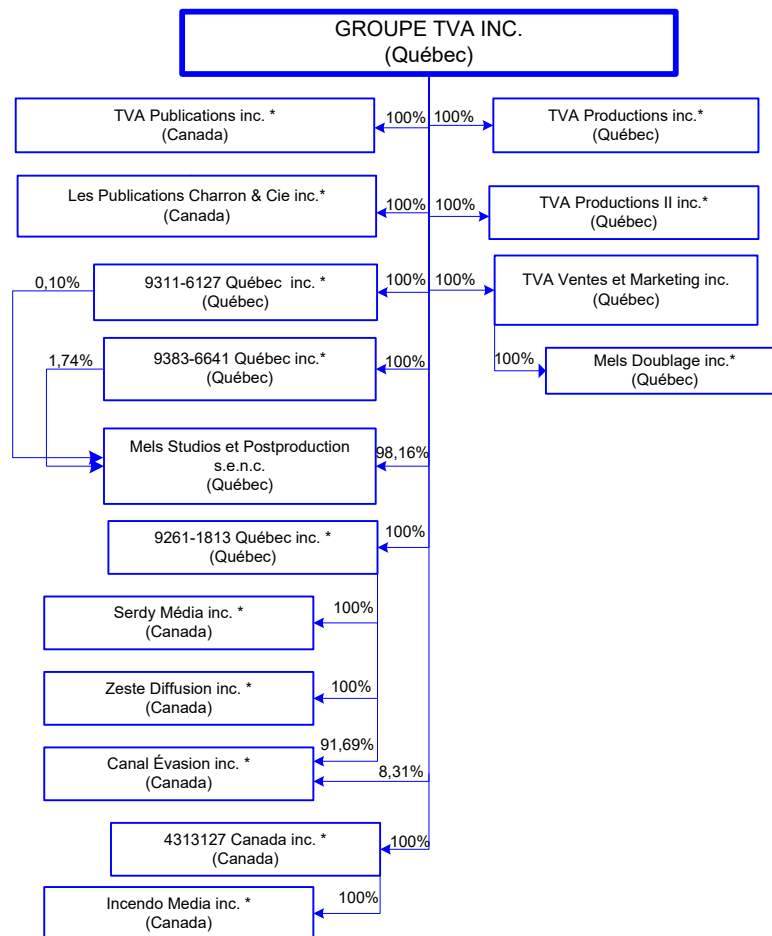 GROUPE TVA INC.
(Québec)
TVA Publications inc. *
(Canada)
100%
100%
TVA Productions inc.*
(Québec)
Les Publications Charron & Cie inc.*
(Canada)
100%
100%
TVA Productions II inc.*
(Québec)
0,10%
9311-6127 Québec inc. *
(Québec)
100%
100%
TVA Ventes et Marketing inc.
(Québec)
1,74%
9383-6641 Québec inc.*
(Québec)
100%
100%
Mels Doublage inc.*
(Québec)
Mels Studios et Postproduction
s.e.n.c.
(Québec)
98,16%
9261-1813 Québec inc. *
(Québec)
100%
Serdy Média inc. *
(Canada)
100%
Zeste Diffusion inc. *
(Canada)
100%
Canal Évasion inc. *
(Canada)
91,69%
8,31%
4313127 Canada inc. *
(Canada)
100%
Incendo Media inc. *
(Canada)
100%